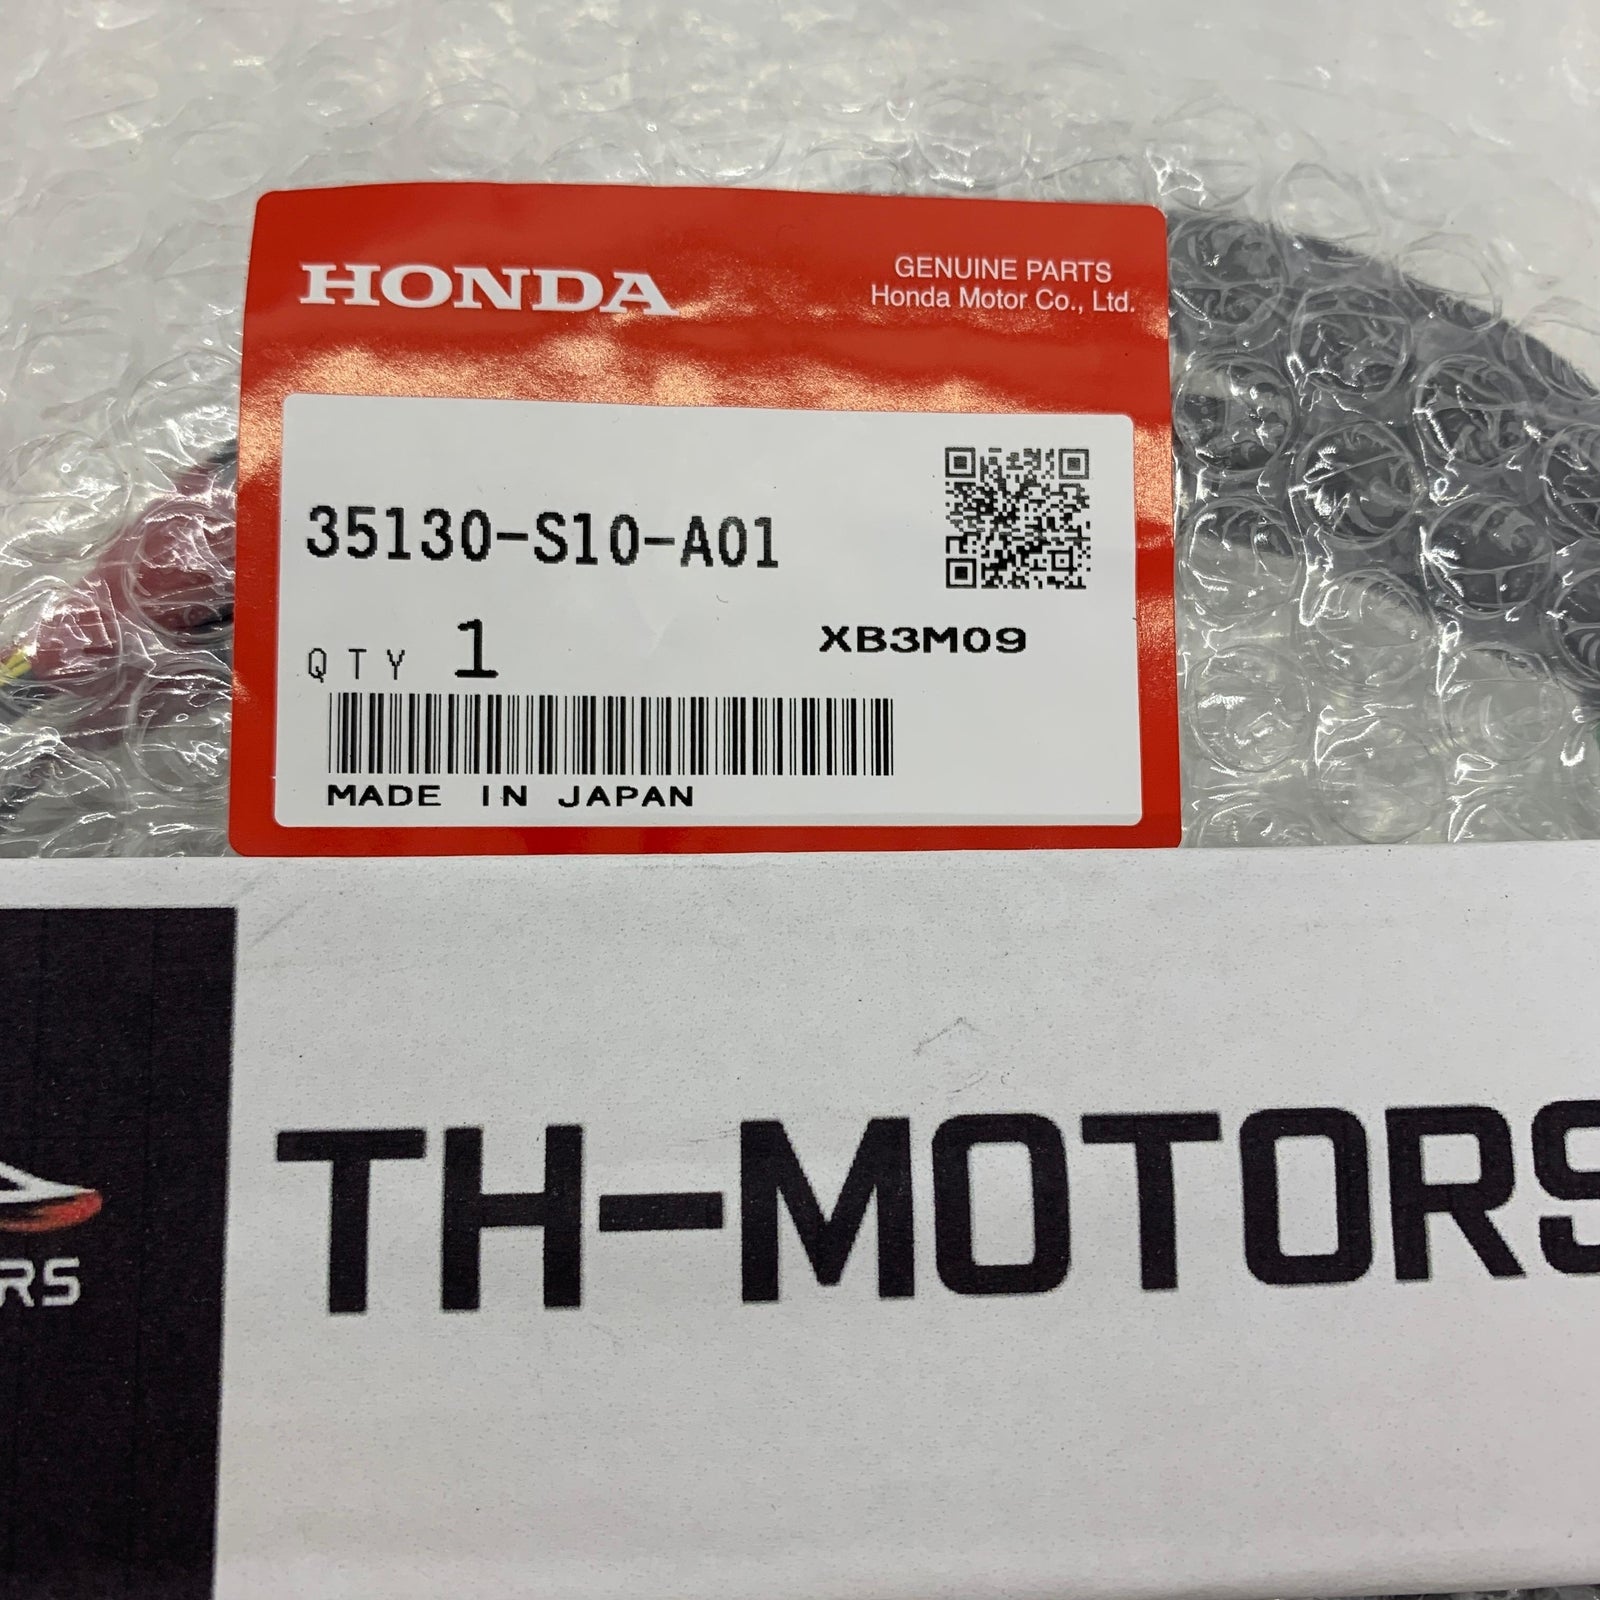 HONDA
GENUINE PARTS
Honda Motor Co., Ltd.
35130-S10-A01
QTY 1
XB3M09
MADE IN JAPAN
TH-MOTORS
RS